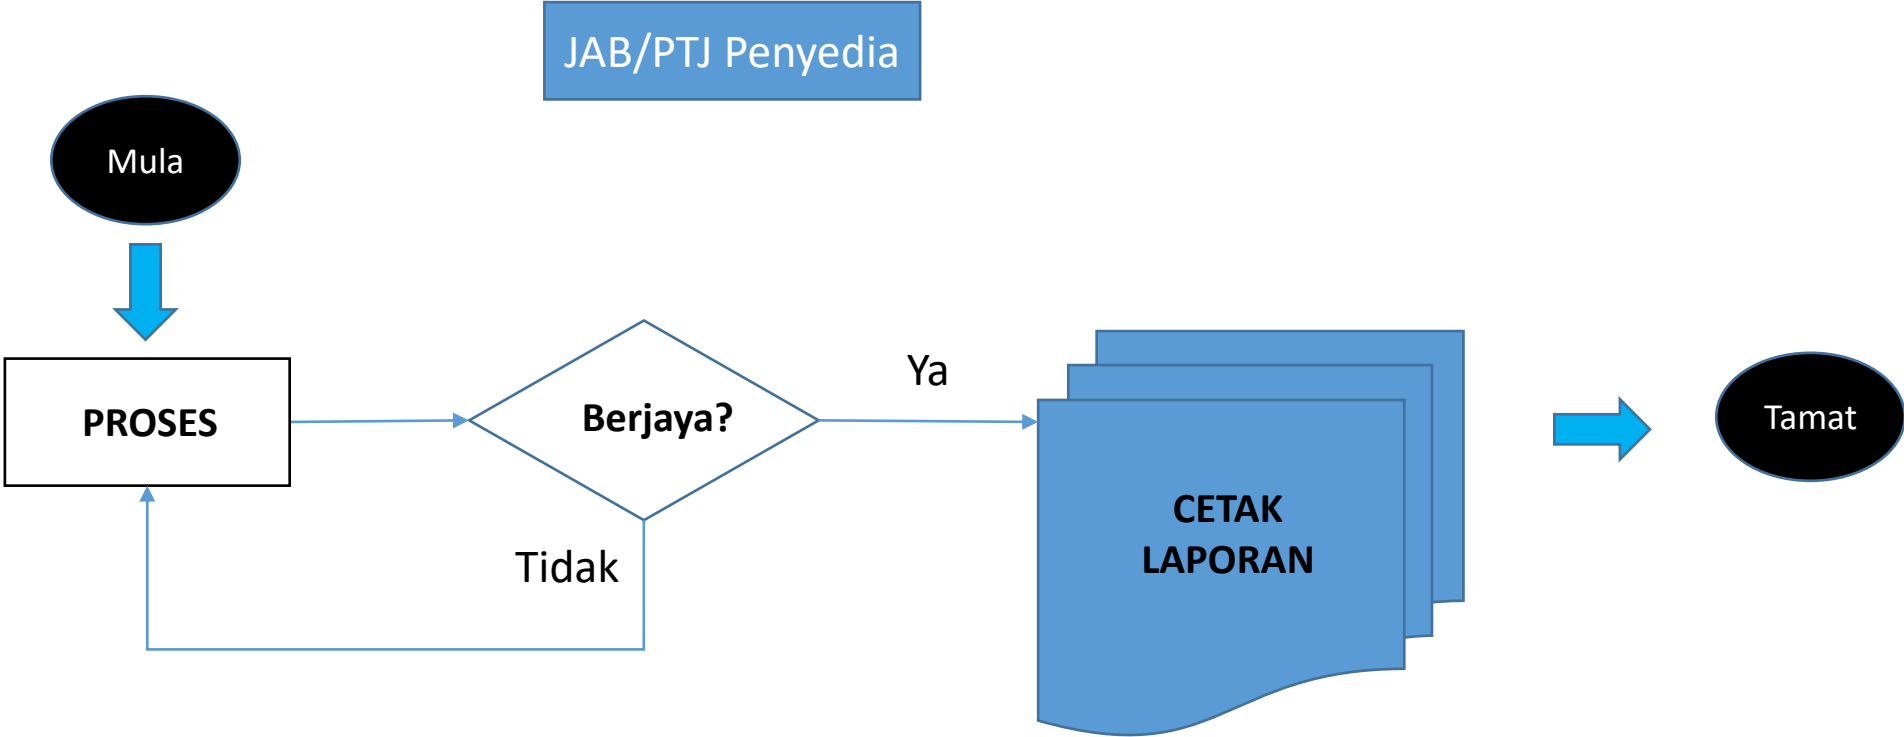 JAB/PTJ Penyedia
Mula
PROSES
Berjaya?
Ya
Tidak
CETAK
LAPORAN
Tamat